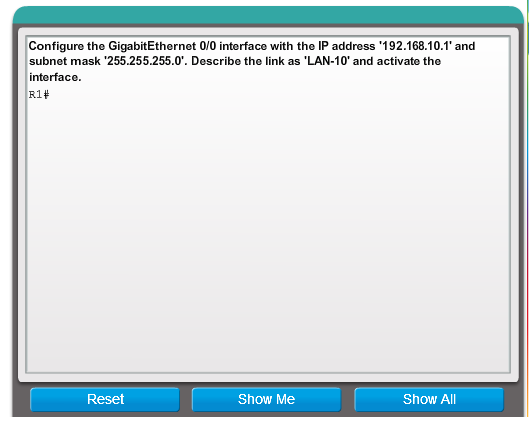 Configure the GigabitEthernet 0/0 interface with the IP address '192.168.10.1' and
subnet mask '255.255.255.0'. Describe the link as 'LAN-10' and activate the
interface.
R1#
Reset
Show Me
Show All